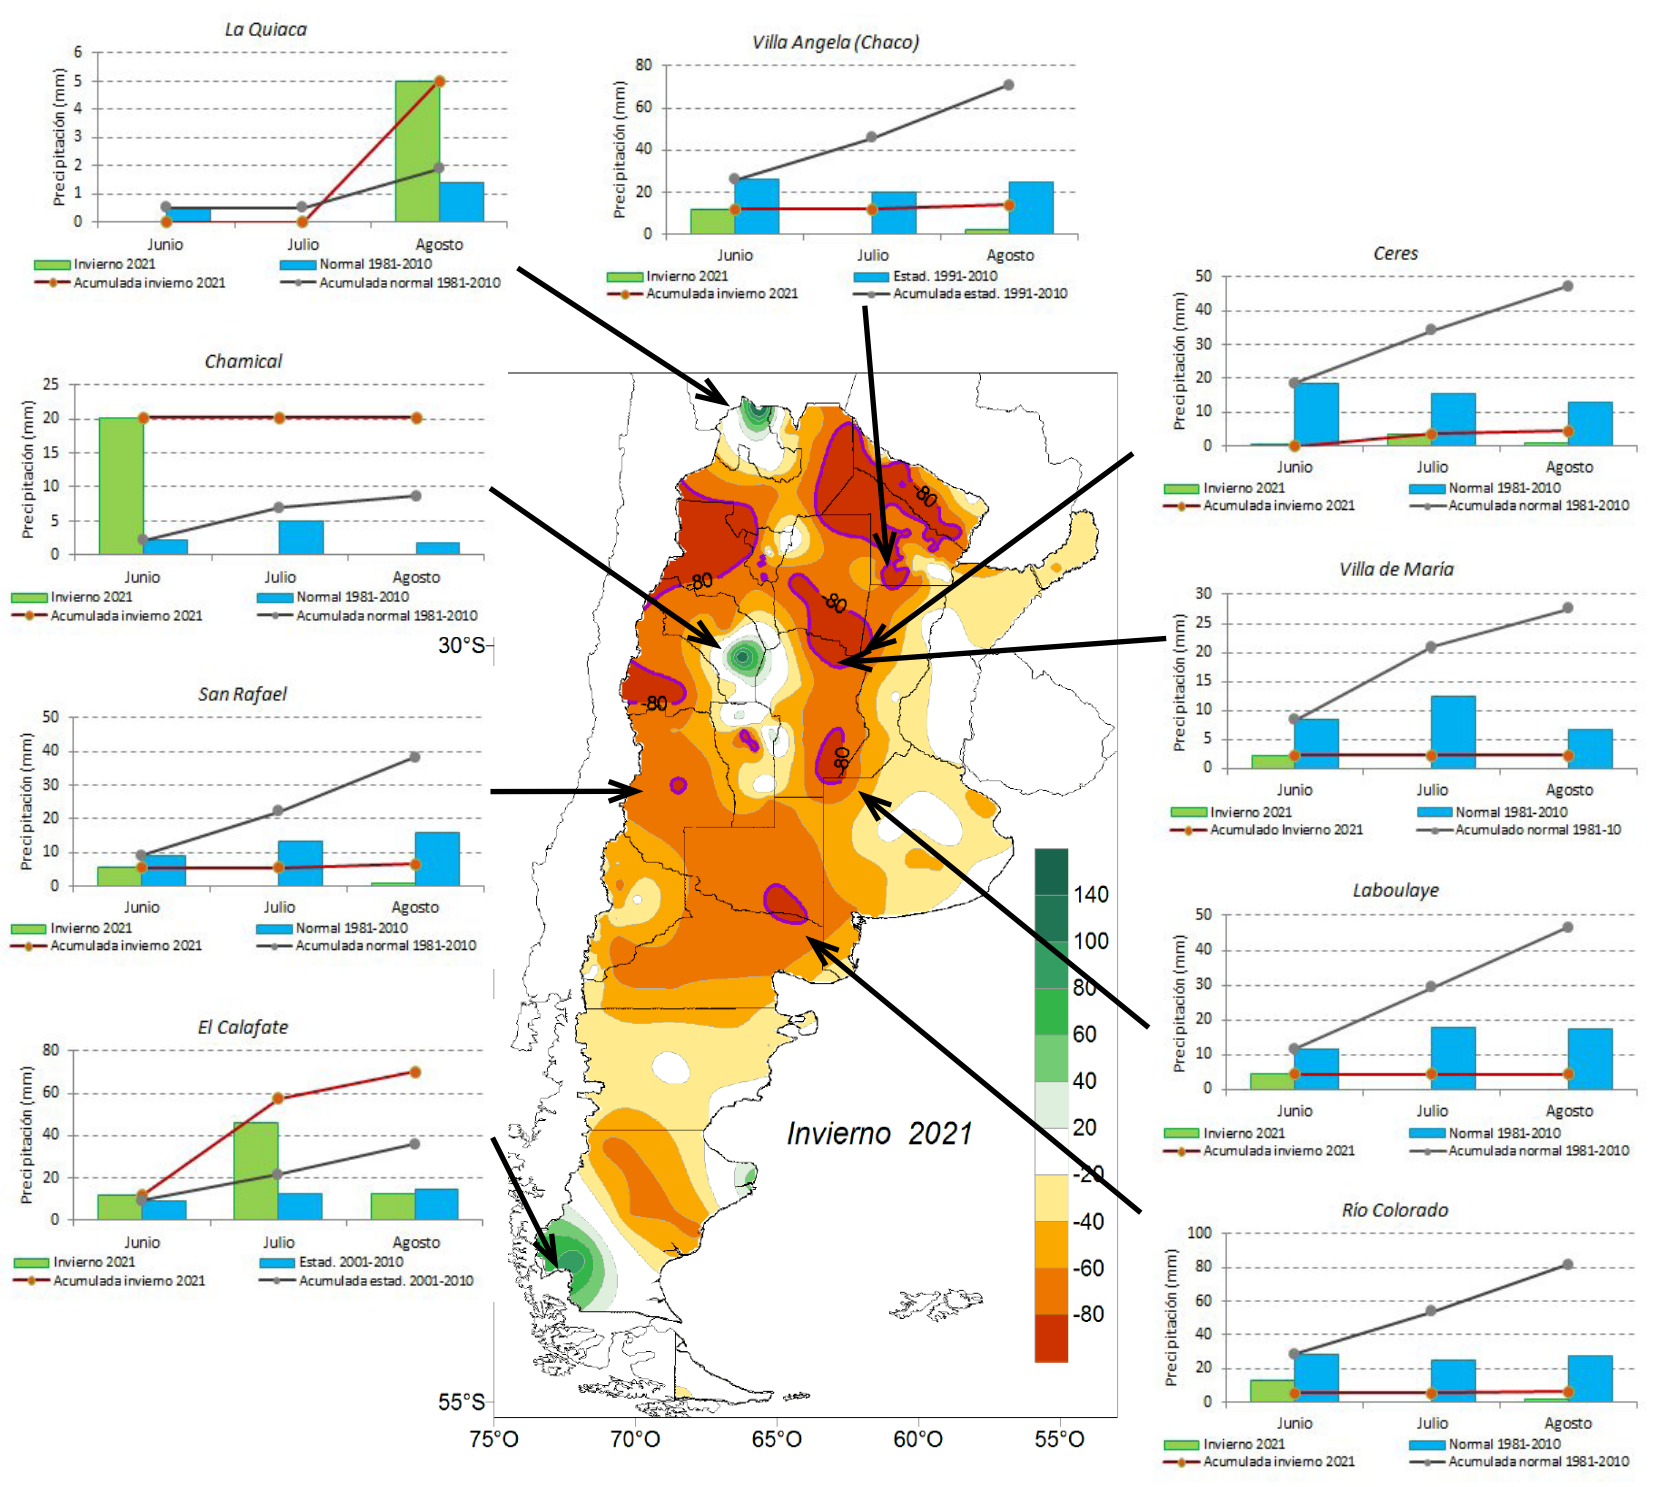 La Quiaca
Precipitación (mm)
6
5
4
3
2
1
0
Junio
Julio
Agosto
Invierno 2021
Normal 1981-2010
Acumulada invierno 2021
Acumulada normal 1981-2010
Villa Angela (Chaco)
Precipitación (mm)
80
60
40
20
0
Junio
Julio
Agosto
Invierno 2021
Estad. 1991-2010
Acumulada invierno 2021
Acumulada estad. 1991-2010
Ceres
Precipitación (mm)
50
40
30
20
10
0
Junio
Julio
Agosto
Invierno 2021
Normal 1981-2010
Acumulada invierno 2021
Acumulada normal 1981-2010
Chamical
Precipitación (mm)
25
20
15
10
5
0
Junio
Julio
Agosto
Invierno 2021
Normal 1981-2010
Acumulada invierno 2021
Acumulada normal 1981-2010
Villa de María
Precipitación (mm)
30
25
20
15
10
5
0
Junio
Julio
Agosto
Invierno 2021
Normal 1981-2010
Acumulado Invierno 2021
Acumulado normal 1981-10
San Rafael
Precipitación (mm)
50
40
30
20
10
0
Junio
Julio
Agosto
Invierno 2021
Normal 1981-2010
Acumulada invierno 2021
Acumulada normal 1981-2010
Laboulaye
Precipitación (mm)
50
40
30
20
10
0
Junio
Julio
Agosto
Invierno 2021
Normal 1981-2010
Acumulada invierno 2021
Acumulada normal 1981-2010
El Calafate
Precipitación (mm)
80
60
40
20
0
Junio
Julio
Agosto
Invierno 2021
Estad. 2001-2010
Acumulada invierno 2021
Acumulada estad. 2001-2010
Río Colorado
Precipitación (mm)
100
80
60
40
20
0
Junio
Julio
Agosto
Invierno 2021
Normal 1981-2010
Acumulada invierno 2021
Acumulada normal 1981-2010
-80
-80
-80
-80
-80
30°S
55°S
75°O
70°O
65°O
60°O
55°O
Invierno 2021
140
100
80
60
40
20
-20
-40
-60
-80